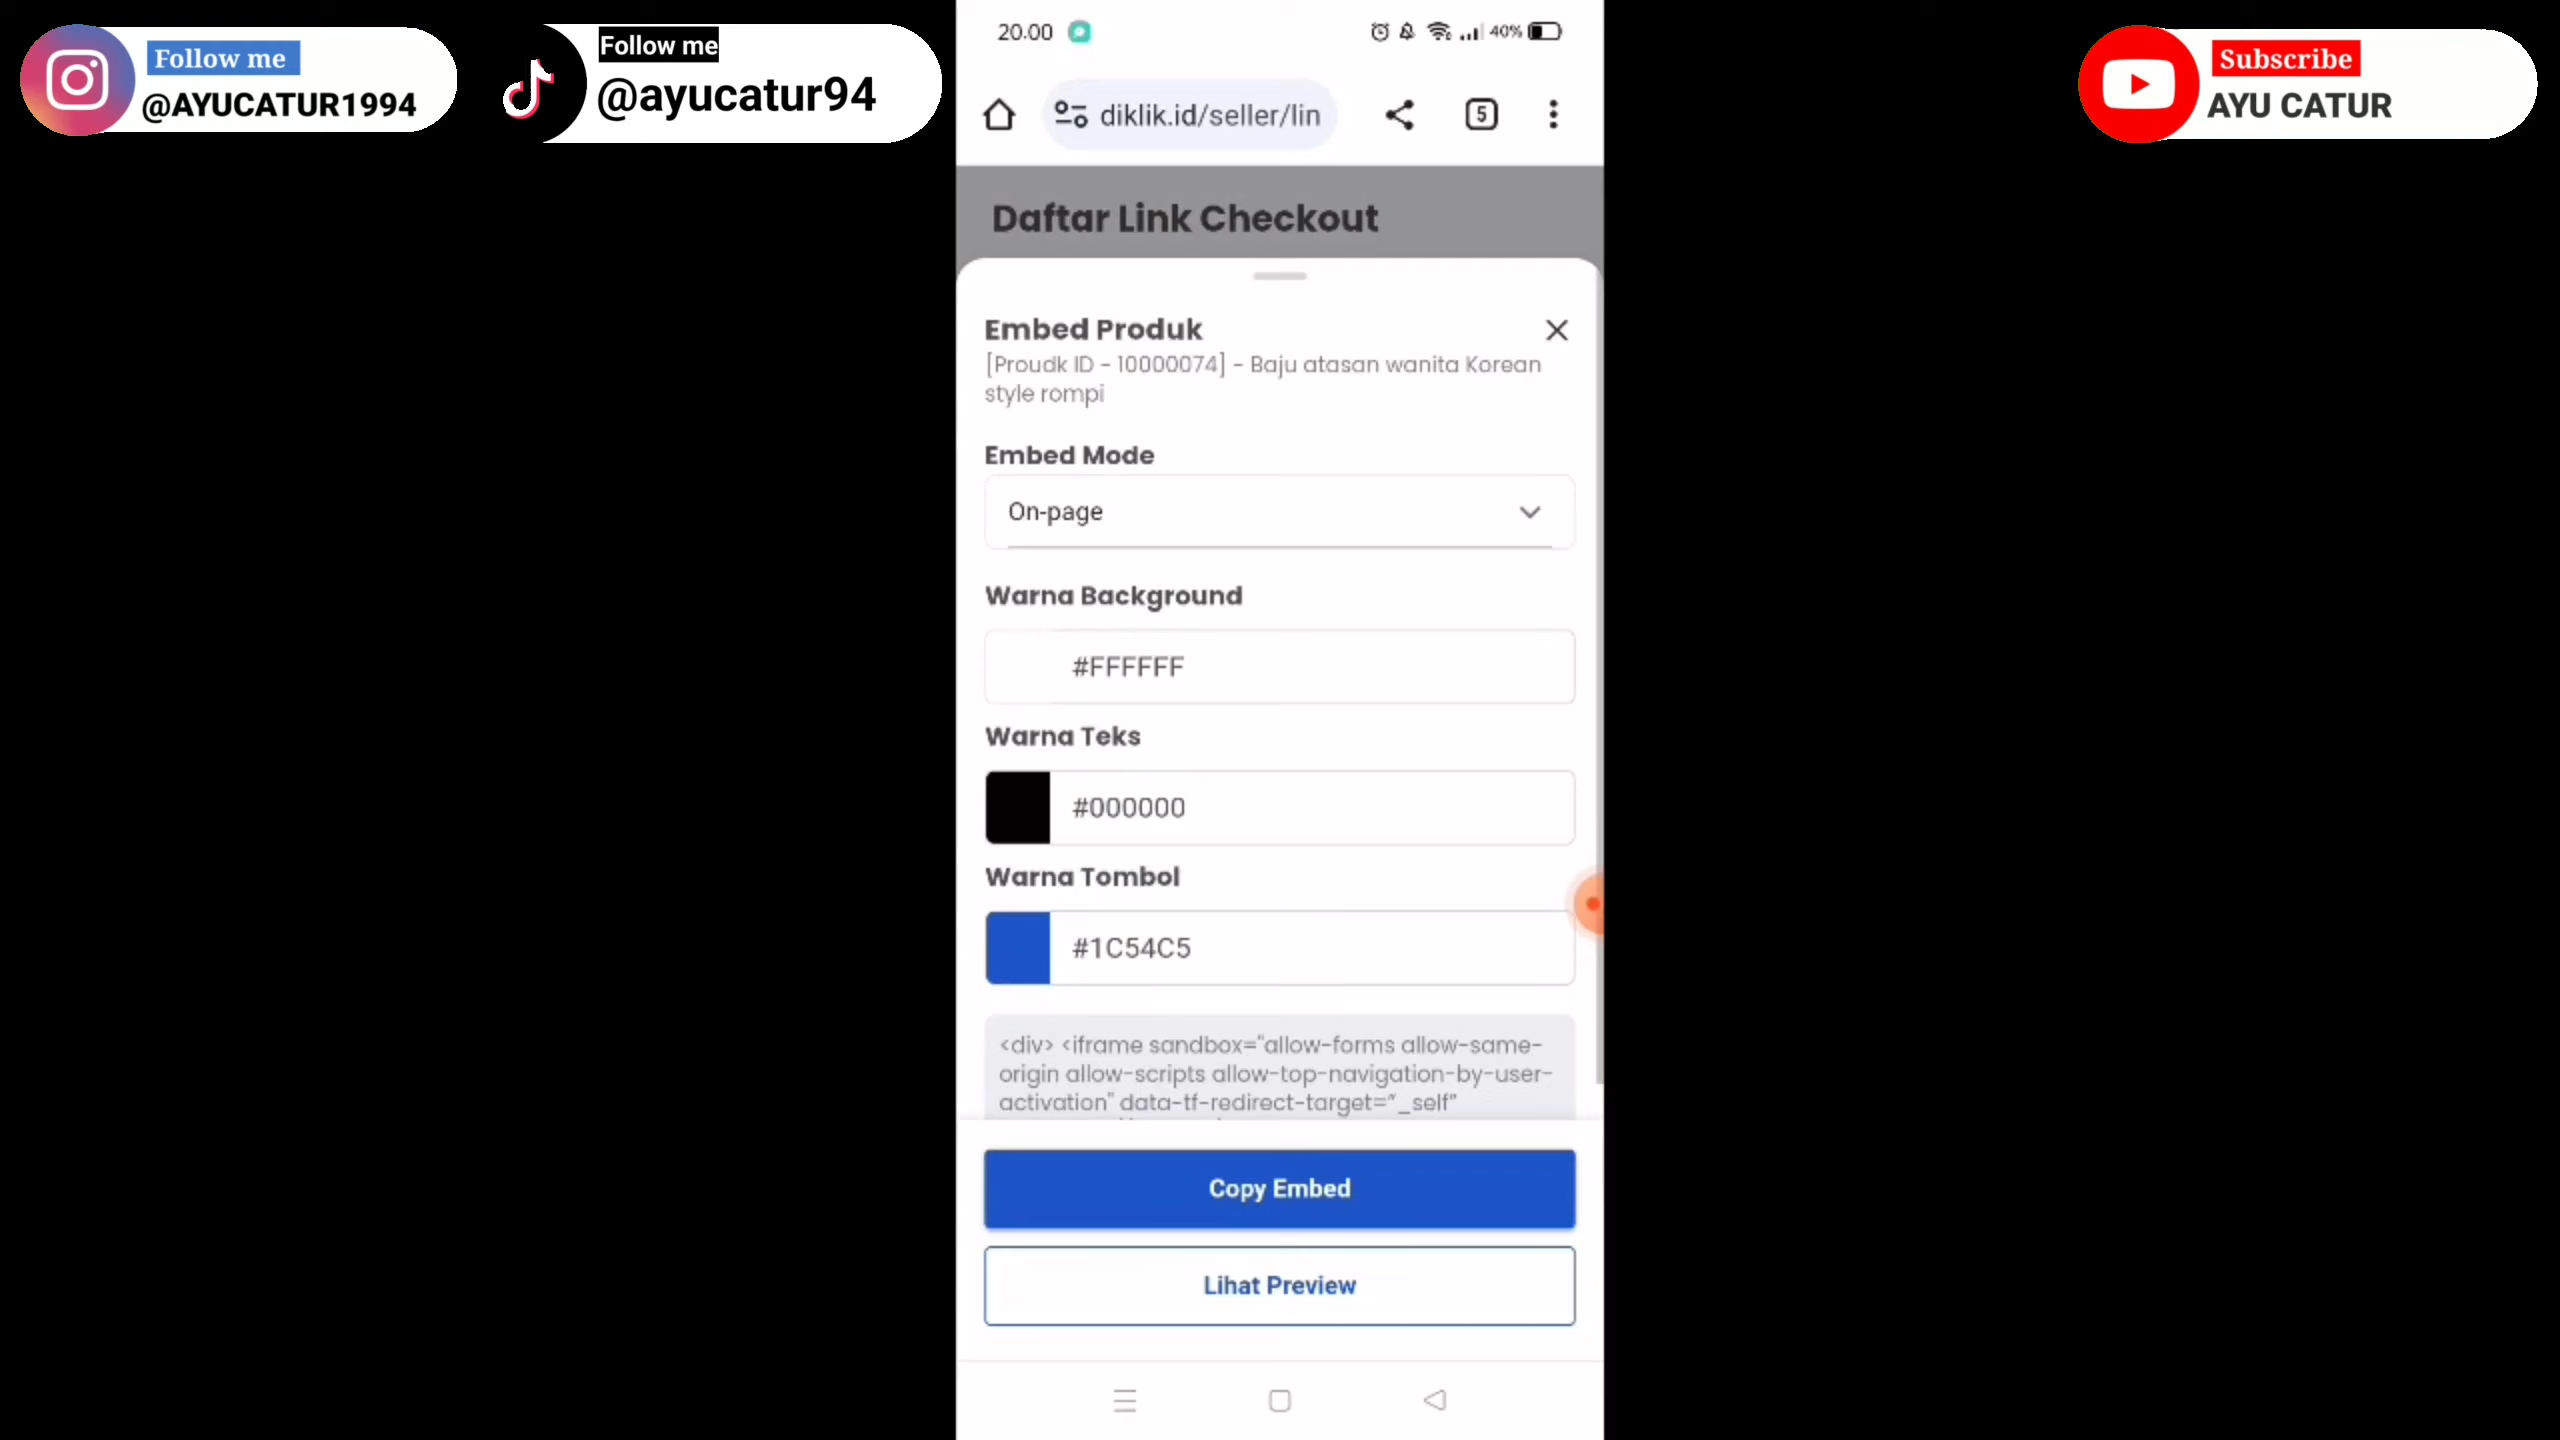 Follow me
@AYUCATUR1994
Follow me
@ayucatur94
Subscribe
AYU CATUR
20.00
40%
diklik.id/seller/lin
5
Daftar Link Checkout
Embed Produk
[Proudk ID - 10000074] - Baju atasan wanita Korean
style rompi
Embed Mode
On-page
Warna Background
#FFFFFF
Warna Teks
#000000
Warna Tombol
#1C54C5
<div> <iframe sandbox="allow-forms allow-same-
origin allow-scripts allow-top-navigation-by-user-
activation" data-tf-redirect-target="_self"
Copy Embed
Lihat Preview